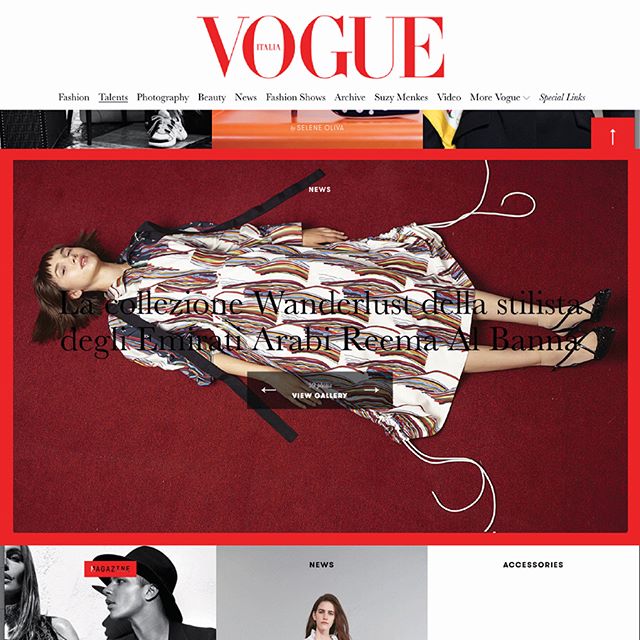 VOGUE
ITALIA
Fashion Talents Photography Beauty News Fashion Shows Archive Suzy Menkes Video More Vogue Special Links
by SELENE OLIVA
↑
NEWS
La collezione Wanderlust della stilista
degli Emirati Arabi Reema Al Banna
← photos →
VIEW GALLERY
MAGAZINE
NEWS
ACCESSORIES